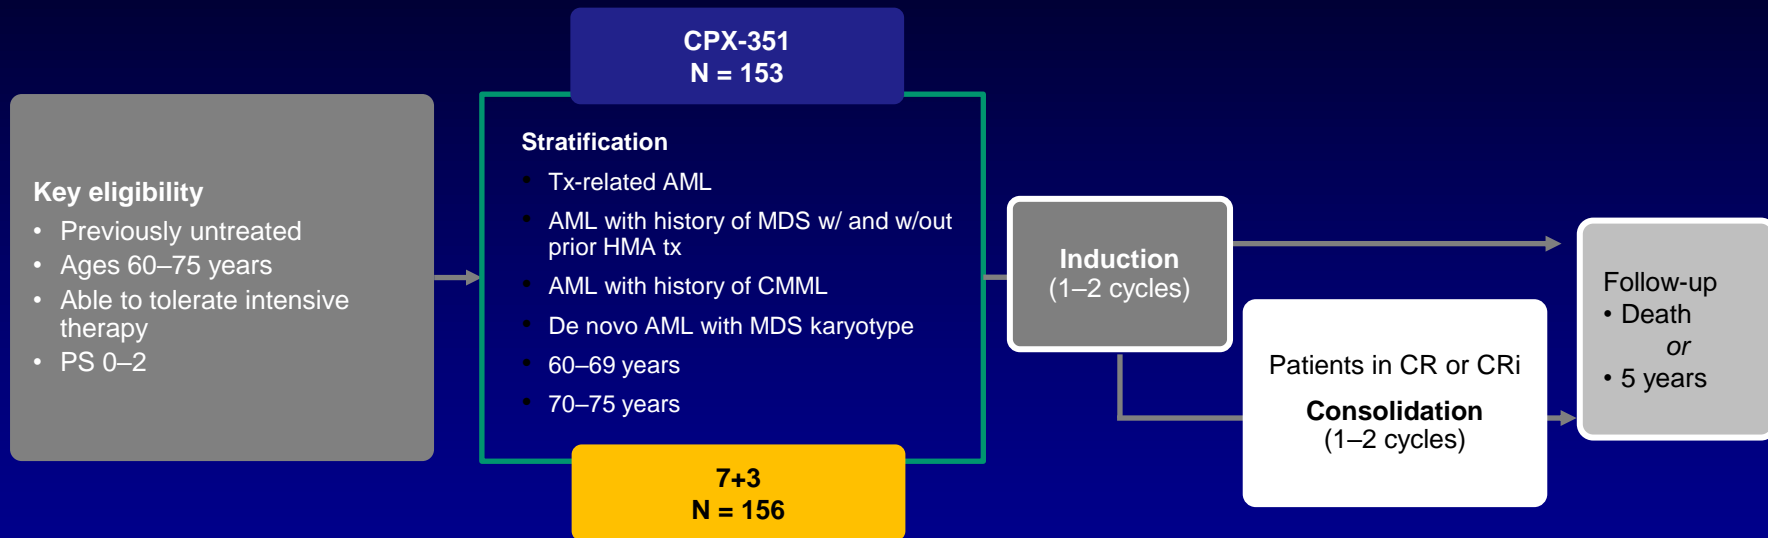 CPX-351
N = 153
Key eligibility
• Previously untreated
• Ages 60–75 years
• Able to tolerate intensive
therapy
• PS 0–2
Stratification
• Tx-related AML
• AML with history of MDS w/ and w/out
prior HMA tx
• AML with history of CMML
• De novo AML with MDS karyotype
• 60–69 years
• 70–75 years
7+3
N = 156
Induction
(1–2 cycles)
Patients in CR or CRi
Consolidation
(1–2 cycles)
Follow-up
• Death
or
• 5 years